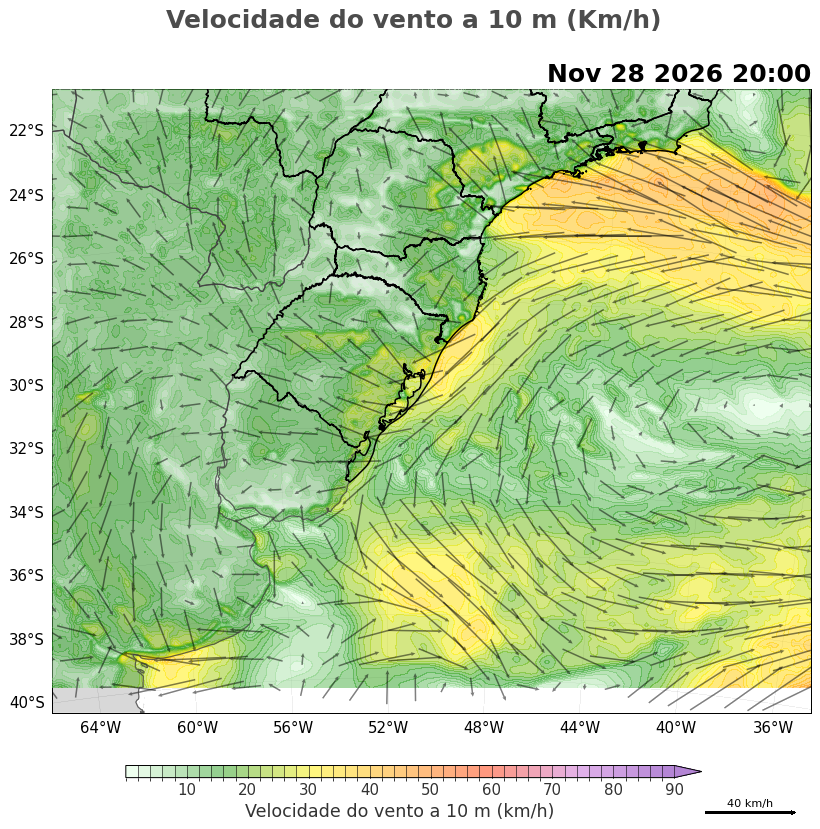 Velocidade do vento a 10 m (Km/h)
Nov 28 2026 20:00
22°S
24°S
26°S
28°S
30°S
32°S
34°S
36°S
38°S
40°S
64°W 60°W 56°W 52°W 48°W 44°W 40°W 36°W
10 20 30 40 50 60 70 80 90
Velocidade do vento a 10 m (km/h)
40 km/h